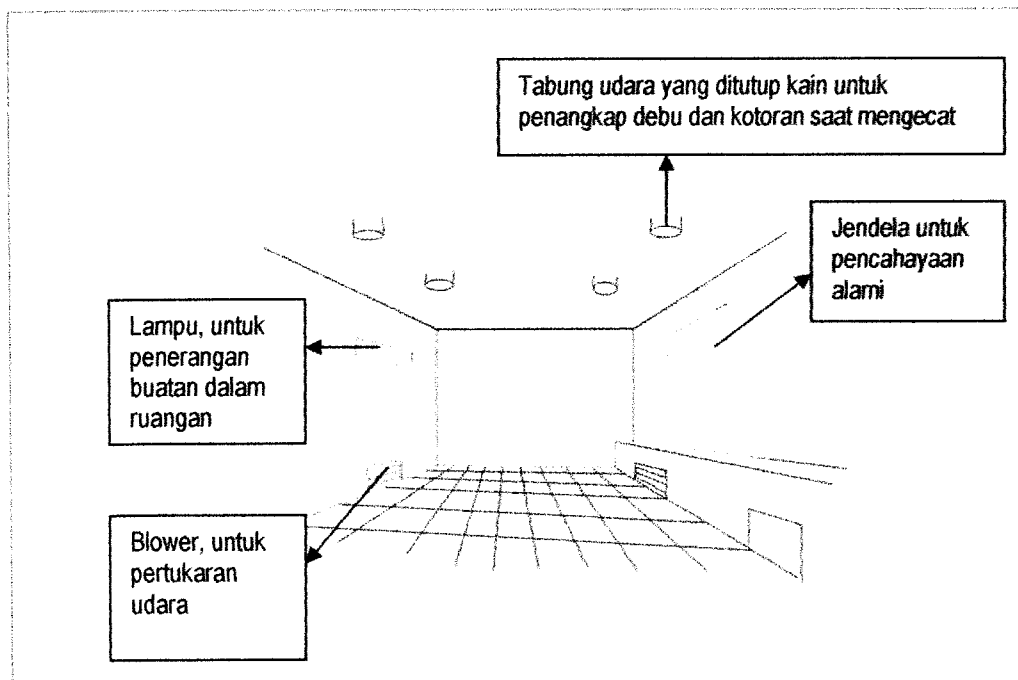 Tabung udara yang ditutup kain untuk
penangkap debu dan kotoran saat mengecat
Jendela untuk
pencahayaan
alami
Lampu, untuk
penerangan
buatan dalam
ruangan
Blower, untuk
pertukaran
udara